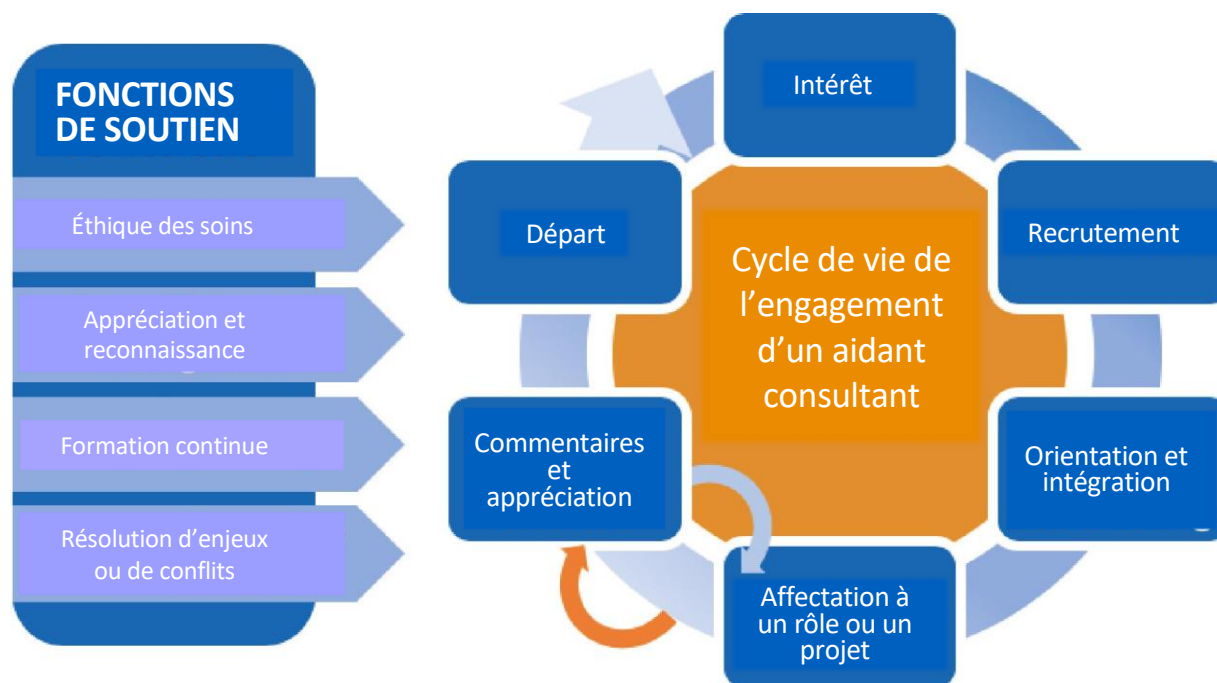 FONCTIONS
DE SOUTIEN
Éthique des soins
Appréciation et
reconnaissance
Formation continue
Résolution d’enjeux
ou de conflits
Intérêt
Recrutement
Orientation et
intégration
Affectation à
un rôle ou un
projet
Commentaires
et
appréciation
Départ
Cycle de vie de
l’engagement
d’un aidant
consultant